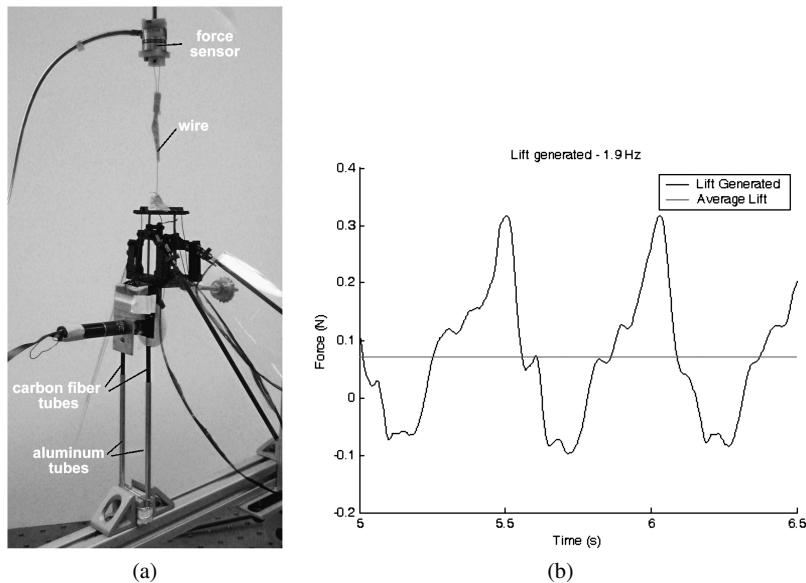 force
sensor
wire
carbon fiber
tubes
aluminum
tubes
(a)
Lift generated - 1.9 Hz
Lift Generated
Average Lift
Force (N)
0.4
0.3
0.2
0.1
0
-0.1
-0.2
5
5.5
6
6.5
Time (s)
(b)